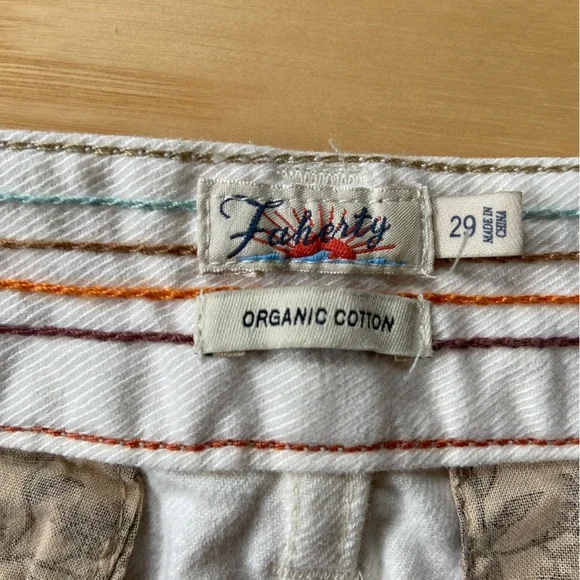 Faherty
29
MADE IN
CHINA
ORGANIC COTTON